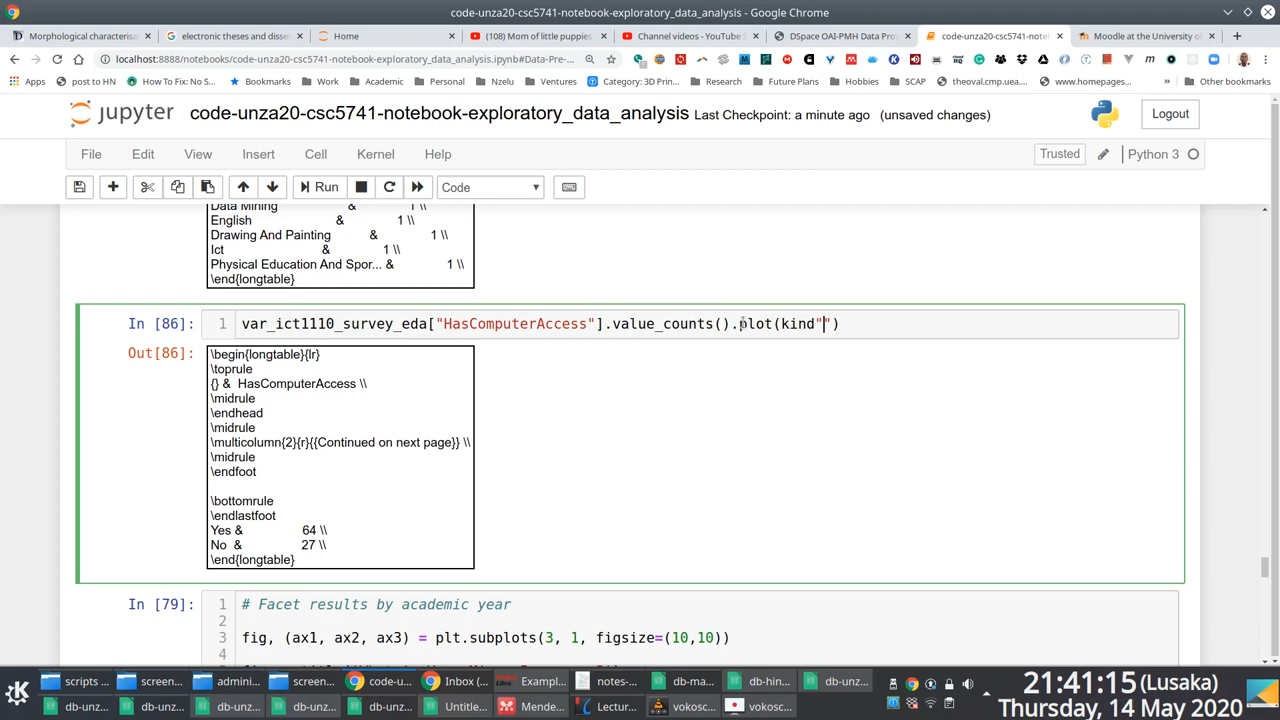 code-unza20-csc5741-notebook-exploratory_data_analysis - Google Chrome
Morphological characterisa
electronic theses and disse
Home
(108) Mom of little puppies
Channel videos - YouTube S
DSpace OAI-PMH Data Prov
code-unza20-csc5741-notebo
Moodle at the University of
localhost:8888/notebooks/code-unza20-csc5741-notebook-exploratory_data_analysis.ipynb#Data-Pre-...
Apps
post to HN
How To Fix: No S...
Bookmarks
Work
Academic
Personal
Nzelu
Ventures
Category:3D Prin...
Research
Future Plans
Hobbies
SCAP
theoval.cmp.uea....
www.homepages...
»
Other bookmarks
jupyter code-unza20-csc5741-notebook-exploratory_data_analysis Last Checkpoint: a minute ago (unsaved changes)
Logout
File Edit View Insert Cell Kernel Help
Trusted
Python 3
Run
Code
Data Mining & 1 \\
English & 1 \\
Drawing And Painting & 1 \\
Ict & 1 \\
Physical Education And Spor... & 1 \\
\end{longtable}
In [86]: 1 var_ict1110_survey_eda["HasComputerAccess"].value_counts().plot(kind"")
Out[86]: \begin{longtable}{lr}
\toprule
{} & HasComputerAccess \\
\midrule
\endhead
\midrule
\multicolumn{2}{r}{{Continued on next page}} \\
\midrule
\endfoot
\bottomrule
\endlastfoot
Yes & 64 \\
No & 27 \\
\end{longtable}
In [79]: 1 # Facet results by academic year
2
3 fig, (ax1, ax2, ax3) = plt.subplots(3, 1, figsize=(10,10))
4
scripts ...
screen...
admini...
screen...
code-u...
Inbox (...
Exampl...
notes-...
db-ma...
db-hin...
db-unz...
db-unz...
db-unz...
db-unz...
db-unz...
db-unz...
Untitle...
Mende...
Lectur...
vokosc...
vokosc...
21:41:15 (Lusaka)
Thursday, 14 May 2020